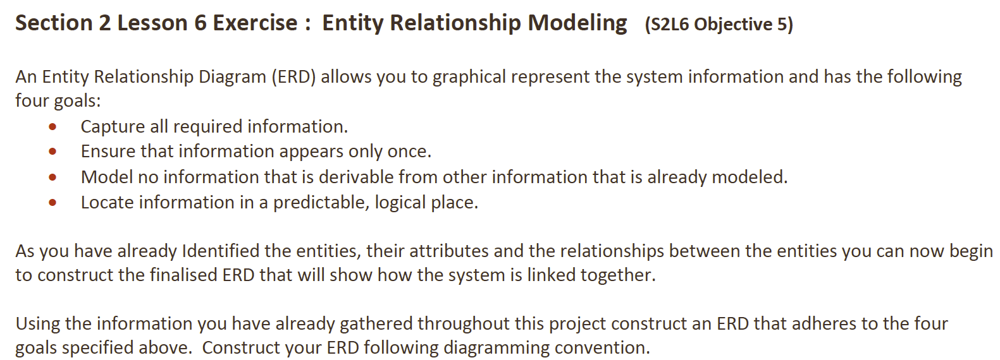 Section 2 Lesson 6 Exercise :  Entity Relationship Modeling   (S2L6 Objective 5)
An Entity Relationship Diagram (ERD) allows you to graphical represent the system information and has the following
four goals:
• Capture all required information.
• Ensure that information appears only once.
• Model no information that is derivable from other information that is already modeled.
• Locate information in a predictable, logical place.
As you have already Identified the entities, their attributes and the relationships between the entities you can now begin
to construct the finalised ERD that will show how the system is linked together.
Using the information you have already gathered throughout this project construct an ERD that adheres to the four
goals specified above.  Construct your ERD following diagramming convention.